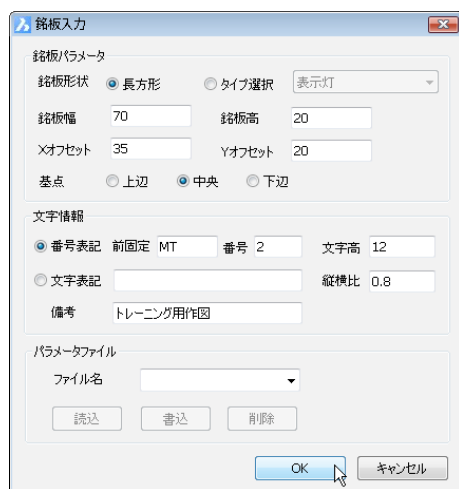 銘板入力
銘板パラメータ
銘板形状 長方形 タイプ選択 表示灯
銘板幅 70 銘板高 20
Xオフセット 35 Yオフセット 20
基点 上辺 中央 下辺
文字情報
番号表記 前固定 MT 番号 2 文字高 12
文字表記 縦横比 0.8
備考 トレーニング用作図
パラメータファイル
ファイル名
読込 書込 削除
OK キャンセル